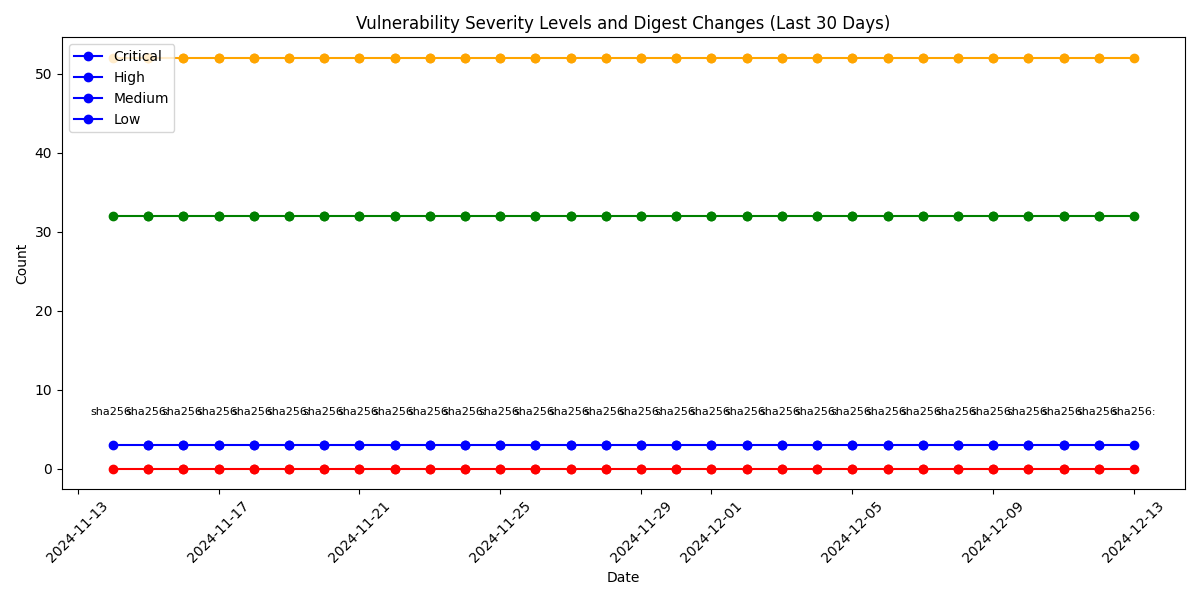 Vulnerability Severity Levels and Digest Changes (Last 30 Days)
Critical
High
Medium
Low
50
40
30
20
10
0
Count
sha256: sha256: sha256: sha256: sha256: sha256: sha256: sha256: sha256: sha256: sha256: sha256: sha256: sha256: sha256: sha256: sha256: sha256: sha256: sha256: sha256: sha256: sha256: sha256: sha256: sha256: sha256: sha256: sha256: sha256:
2024-11-13
2024-11-17
2024-11-21
2024-11-25
2024-11-29
2024-12-01
2024-12-05
2024-12-09
2024-12-13
Date